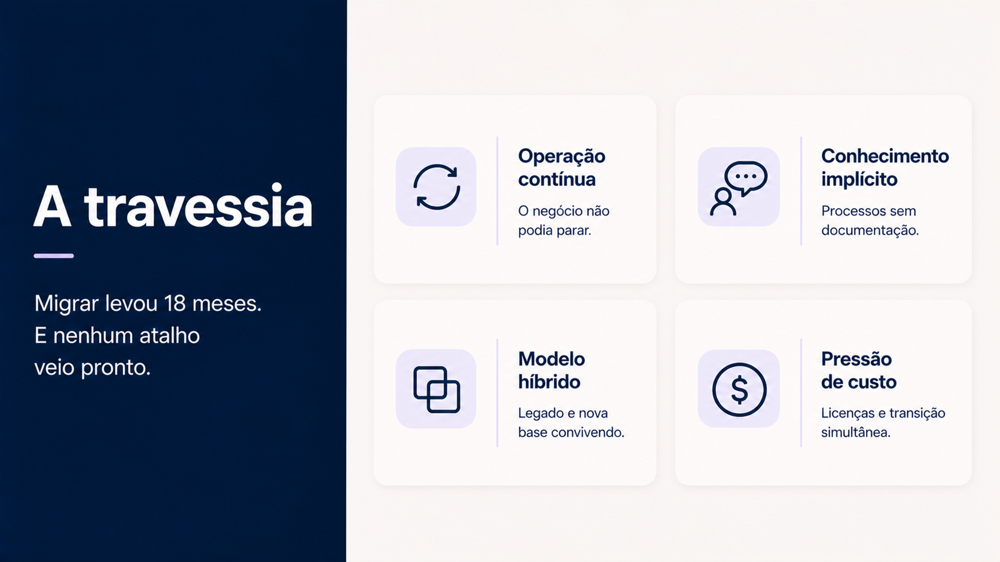 A travessia
Migrar levou 18 meses.
E nenhum atalho
veio pronto.
Operação
contínua
O negócio não
podia parar.
Conhecimento
implícito
Processos sem
documentação.
Modelo
híbrido
Legado e nova
base convivendo.
Pressão
de custo
Licenças e transição
simultânea.